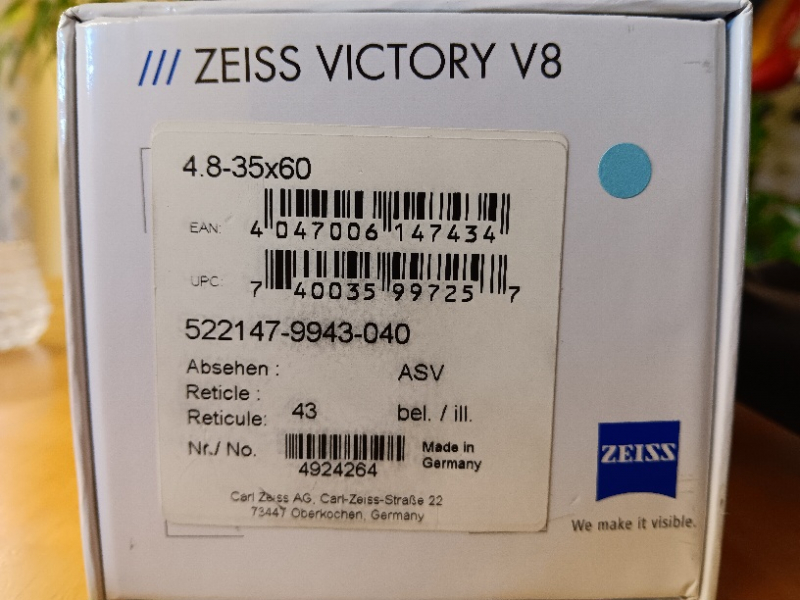 /// ZEISS VICTORY V8
4.8-35x60
EAN: 4 047006 147434
UPC: 7 40035 99725 7
522147-9943-040
Absehen : ASV
Reticle :
Reticule: 43 bel. / ill.
Nr./ No. Made in
4924264 Germany
Carl Zeiss AG, Carl-Zeiss-Straße 22
73447 Oberkochen, Germany
ZEISS
We make it visible.